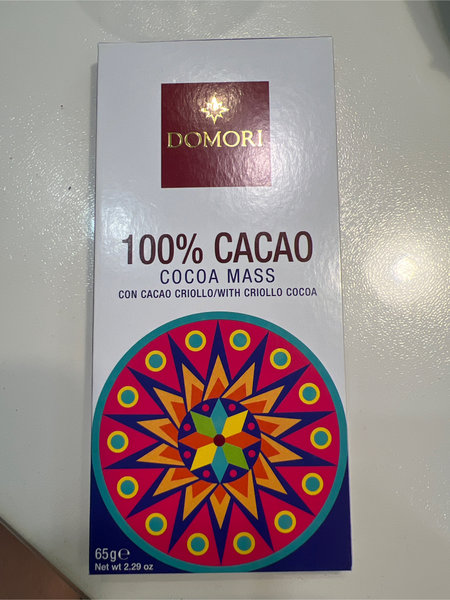 DOMORI
100% CACAO
COCOA MASS
CON CACAO CRIOLLO/WITH CRIOLLO COCOA
65g℮
Net wt 2.29 oz